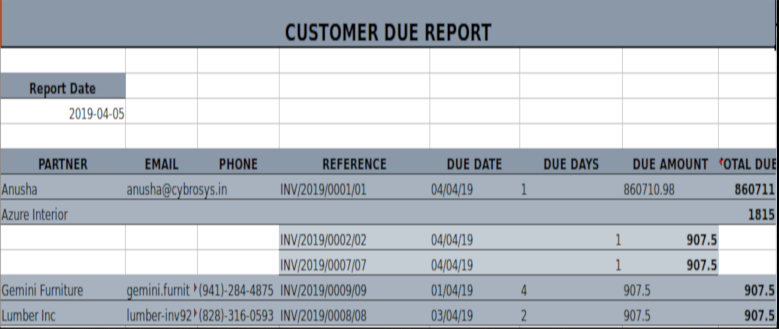 CUSTOMER DUE REPORT
Report Date
2019-04-05
PARTNER EMAIL PHONE REFERENCE DUE DATE DUE DAYS DUE AMOUNT OTAL DUE
Anusha anusha@cybrosys.in INV/2019/0001/01 04/04/19 1 860710.98 860711
Azure Interior 1815
INV/2019/0002/02 04/04/19 1 907.5
INV/2019/0007/07 04/04/19 1 907.5
Gemini Furniture gemini.furnit (941)-284-4875 INV/2019/0009/09 01/04/19 4 907.5 907.5
Lumber Inc lumber-inv92 (828)-316-0593 INV/2019/0008/08 03/04/19 2 907.5 907.5